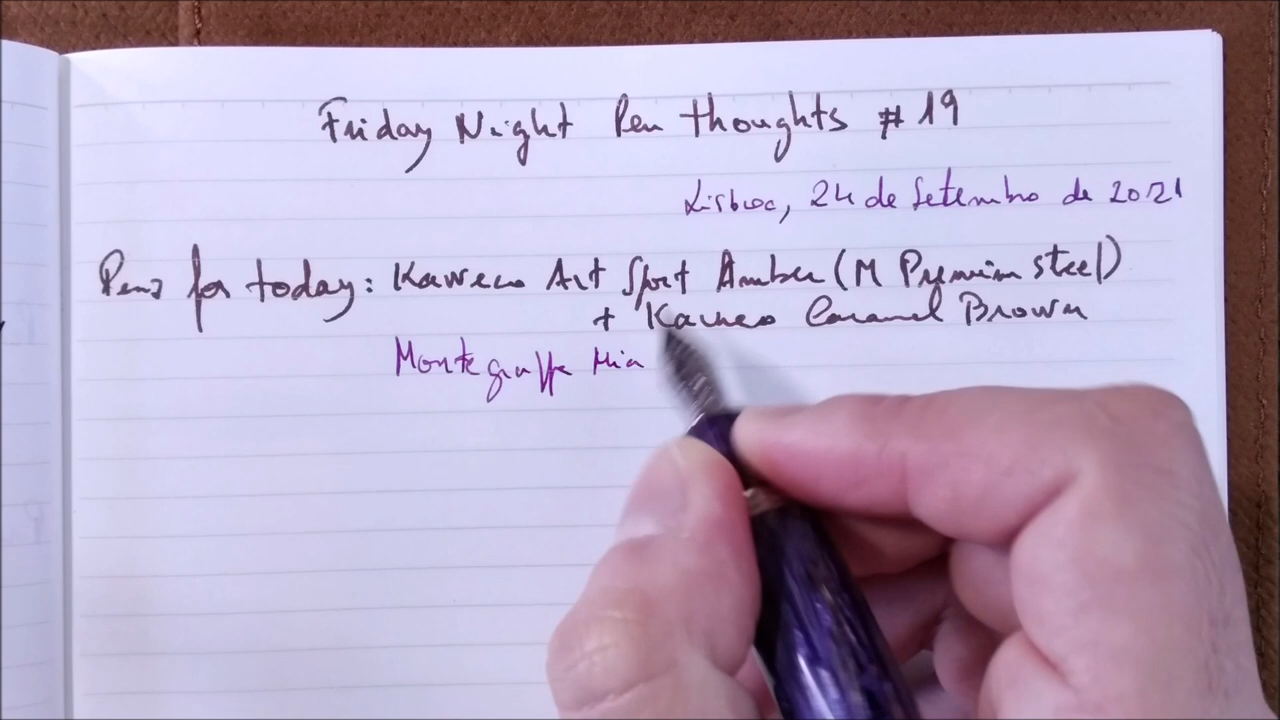 Friday Night Pen thoughts # 19
Lisboa, 24 de Setembro de 2021
Pens for today: Kaweco Art Sport Amber (M Premium steel)
+ Kaweco Caramel Brown
Montegrappa Mia